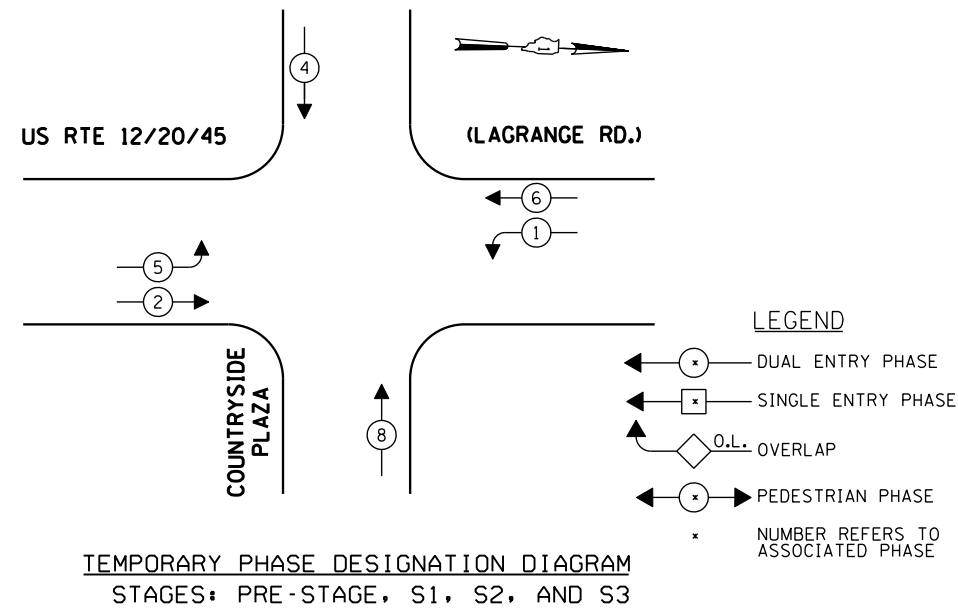 4
US RTE 12/20/45
(LAGRANGE RD.)
6
1
5
2
COUNTRYSIDE
PLAZA
8
LEGEND
* DUAL ENTRY PHASE
* SINGLE ENTRY PHASE
O.L. OVERLAP
* PEDESTRIAN PHASE
* NUMBER REFERS TO
ASSOCIATED PHASE
TEMPORARY PHASE DESIGNATION DIAGRAM
STAGES: PRE-STAGE, S1, S2, AND S3